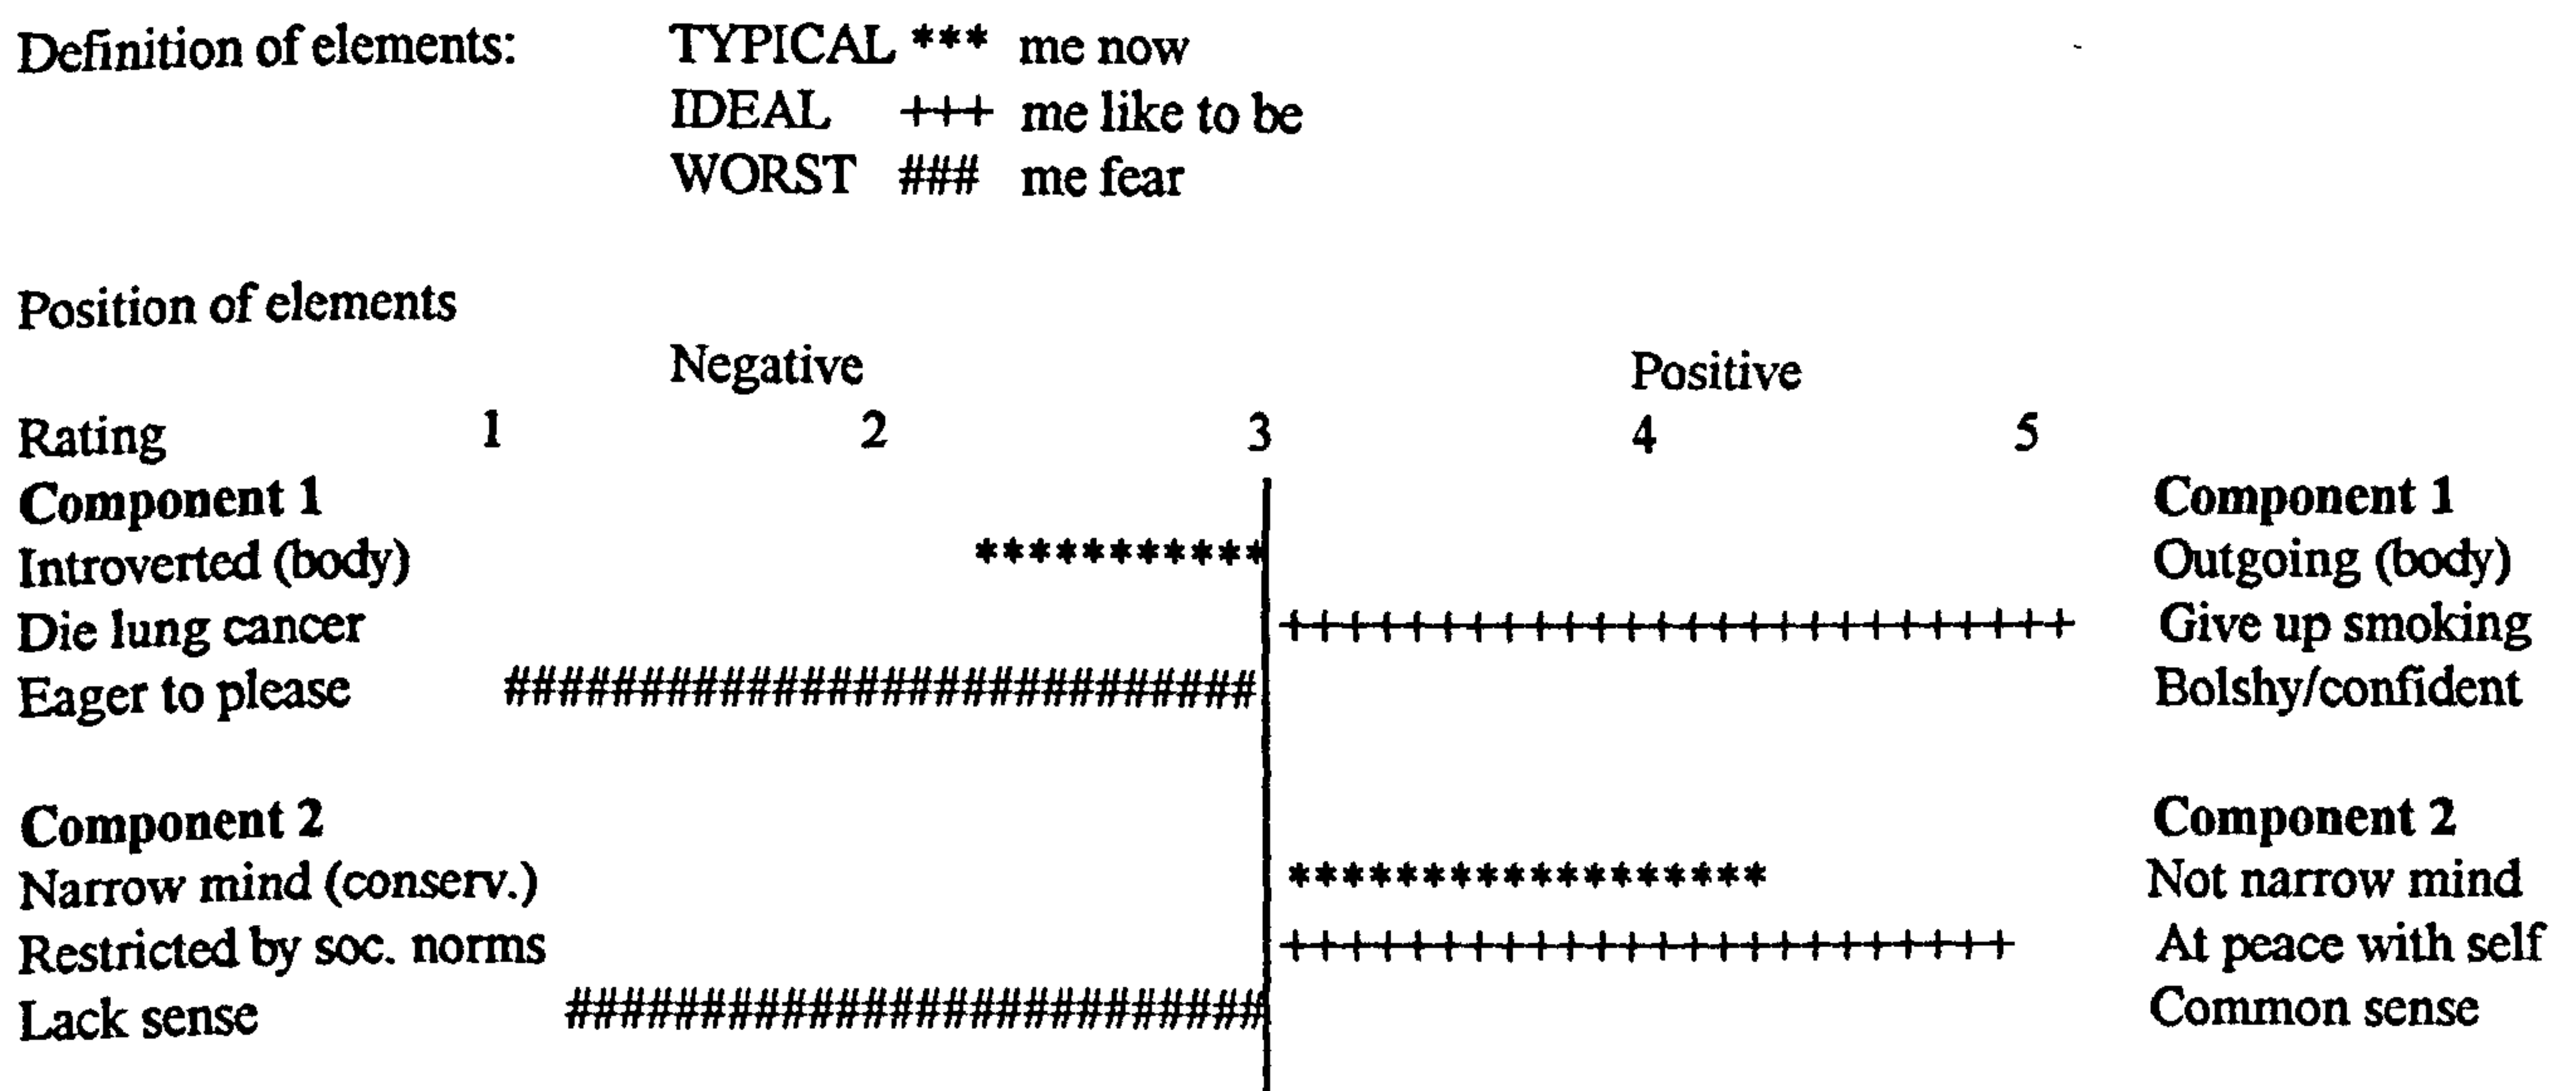 Definition of elements: TYPICAL *** me now
IDEAL +++ me like to be
WORST ### me fear
Position of elements
Negative Positive
Rating 1 2 3 4 5
Component 1 Component 1
Introverted (body) *********** Outgoing (body)
Die lung cancer ++++++++++++++++++++++++++ Give up smoking
Eager to please ############################ Bolshy/confident
Component 2 Component 2
Narrow mind (conserv.) ****************** Not narrow mind
Restricted by soc. norms ++++++++++++++++++++++++ At peace with self
Lack sense ########################## Common sense